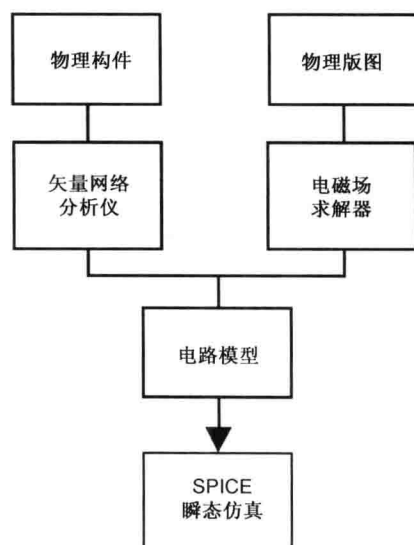 物理构件
物理版图
矢量网络
分析仪
电磁场
求解器
电路模型
SPICE
瞬态仿真